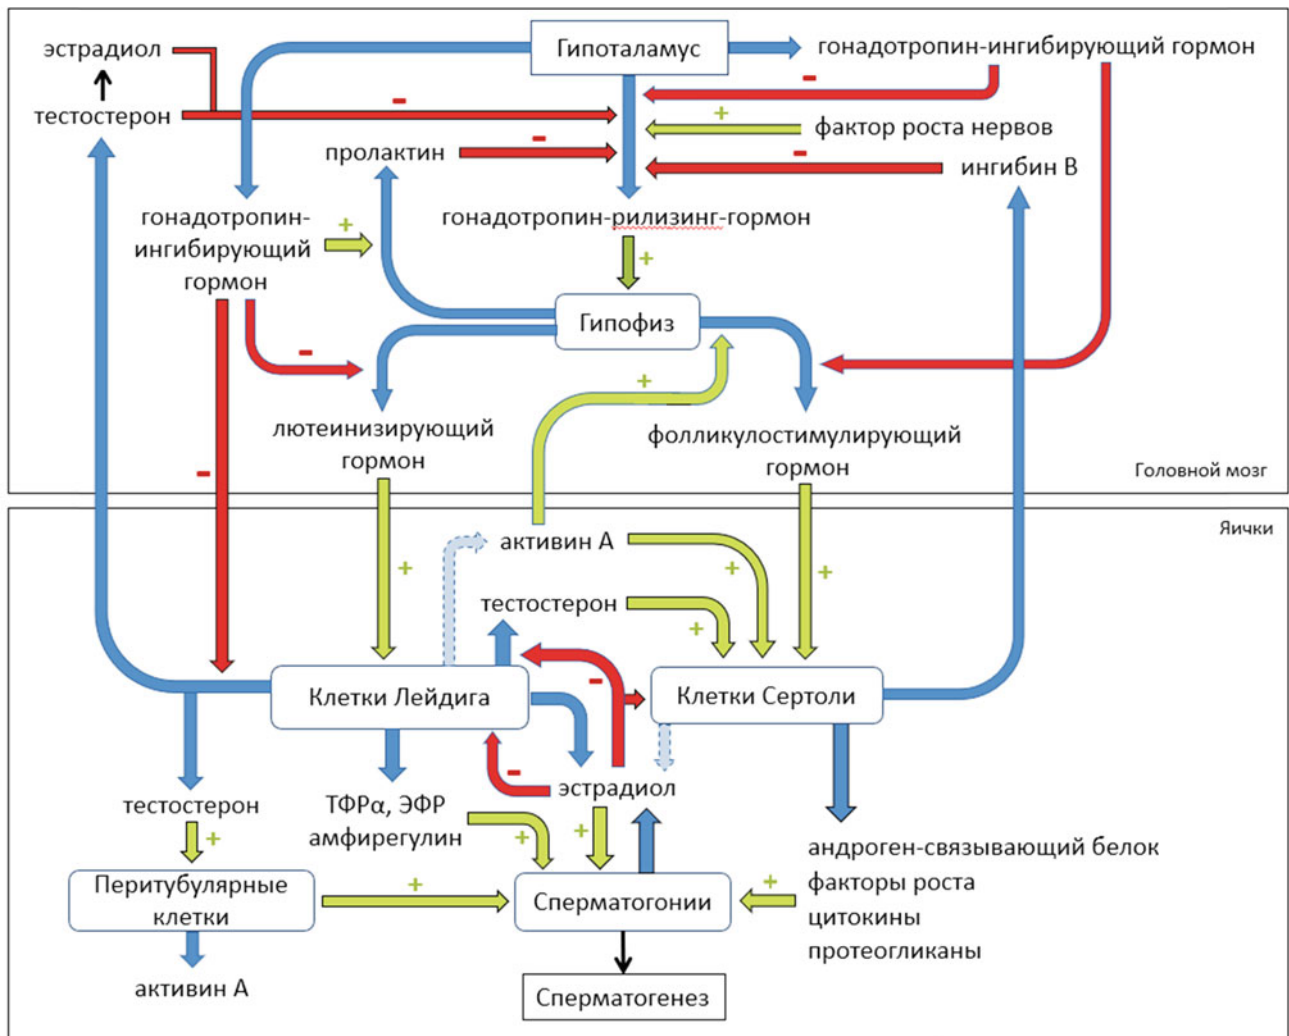 Гипоталамус
гонадотропин-ингибирующий гормон
эстрадиол
-
тестостерон
-
+
фактор роста нервов
пролактин
-
-
ингибин В
гонадотропин-
ингибирующий
гормон
+
гонадотропин-рилизинг-гормон
+
Гипофиз
-
+
лютеинизирующий
гормон
фолликулостимулирующий
гормон
-
Головной мозг
Яички
активин А
+
+
+
тестостерон
+
Клетки Лейдига
-
Клетки Сертоли
-
эстрадиол
тестостерон
+
ТФРα, ЭФР
амфирегулин
+
+
андроген-связывающий белок
факторы роста
цитокины
протеогликаны
+
Перитубулярные
клетки
+
Сперматогонии
активин А
Сперматогенез